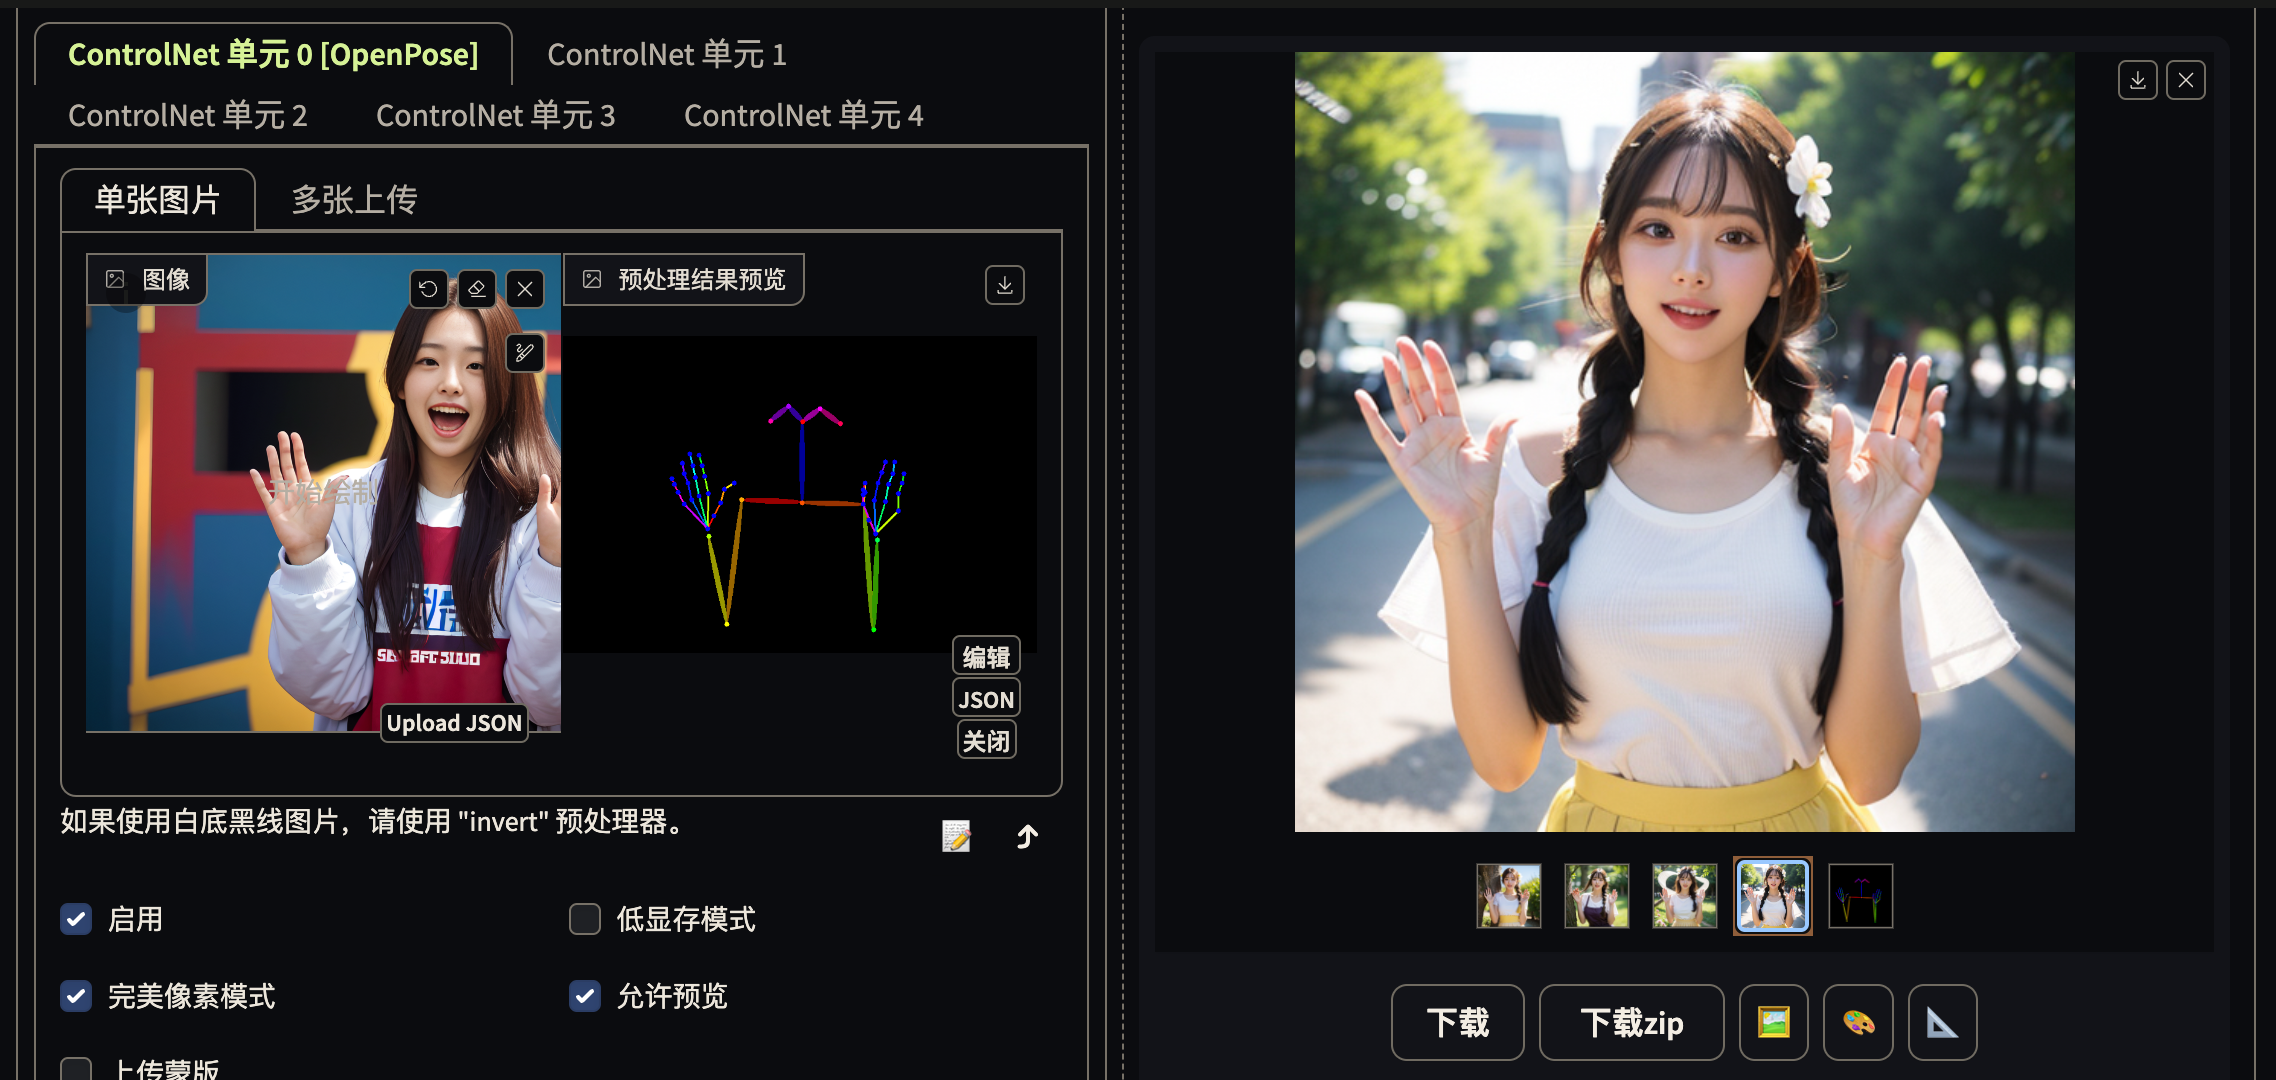 ControlNet 单元 0 [OpenPose]
ControlNet 单元 1
ControlNet 单元 2
ControlNet 单元 3
ControlNet 单元 4
单张图片
多张上传
图像
预处理结果预览
开始绘制
编辑
JSON
关闭
Upload JSON
如果使用白底黑线图片，请使用 "invert" 预处理器。
启用
低显存模式
完美像素模式
允许预览
上传蒙版
下载
下载zip